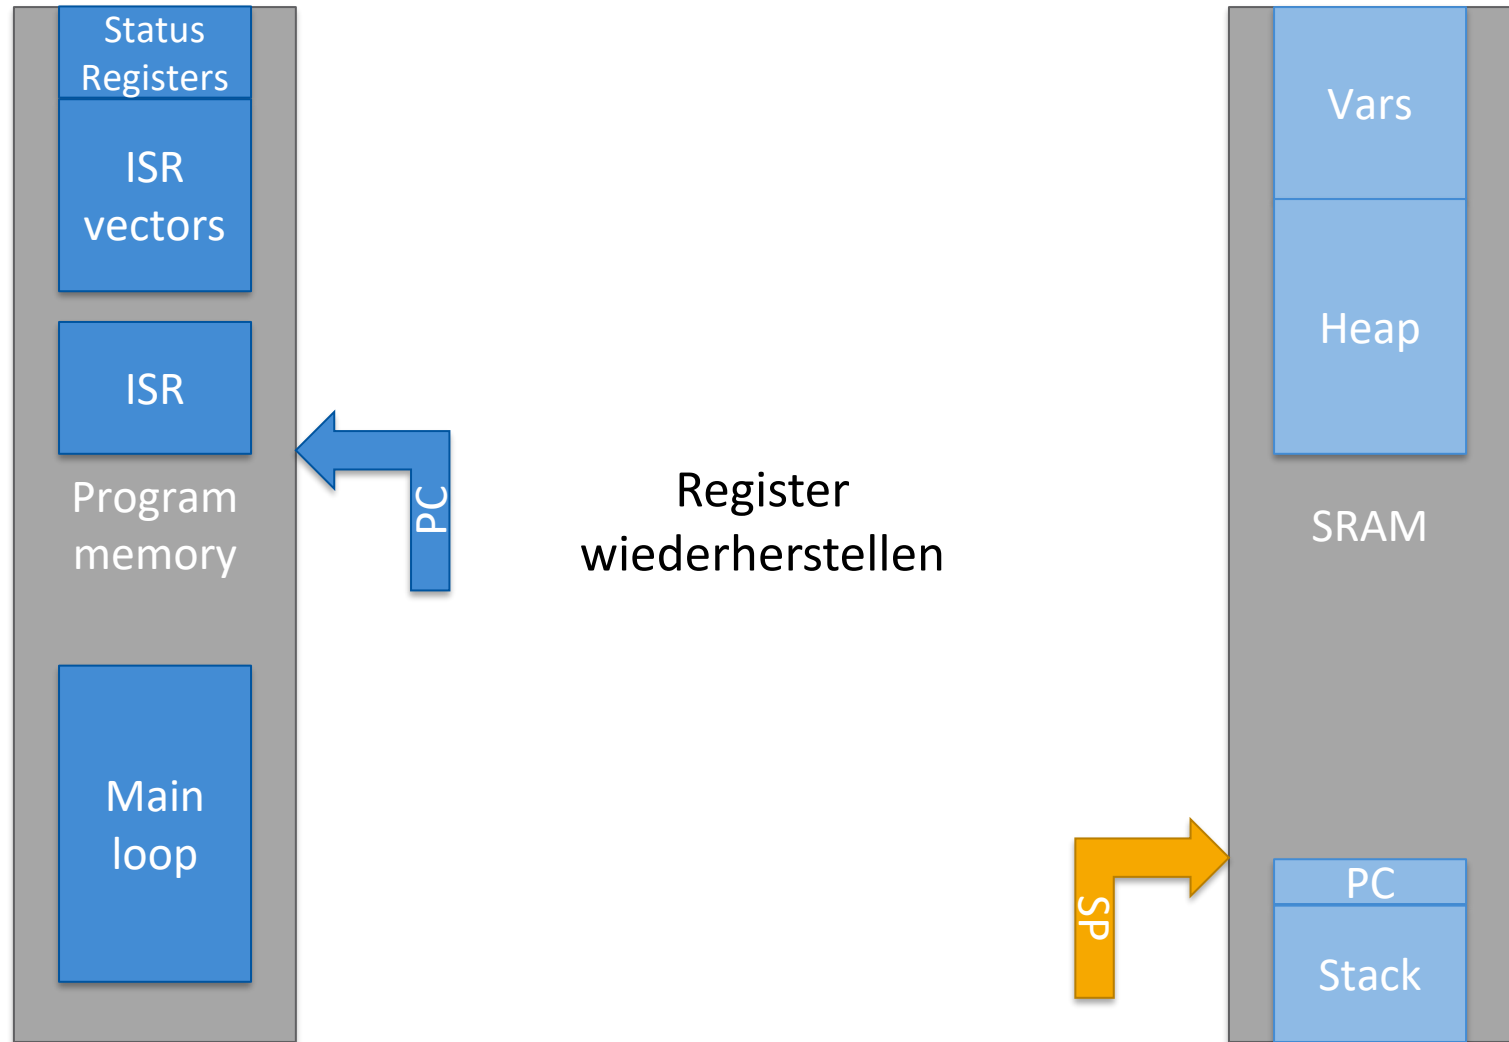 Status
Registers
ISR
vectors
ISR
Program
memory
Main
loop
PC
Register
wiederherstellen
SP
Vars
Heap
SRAM
PC
Stack